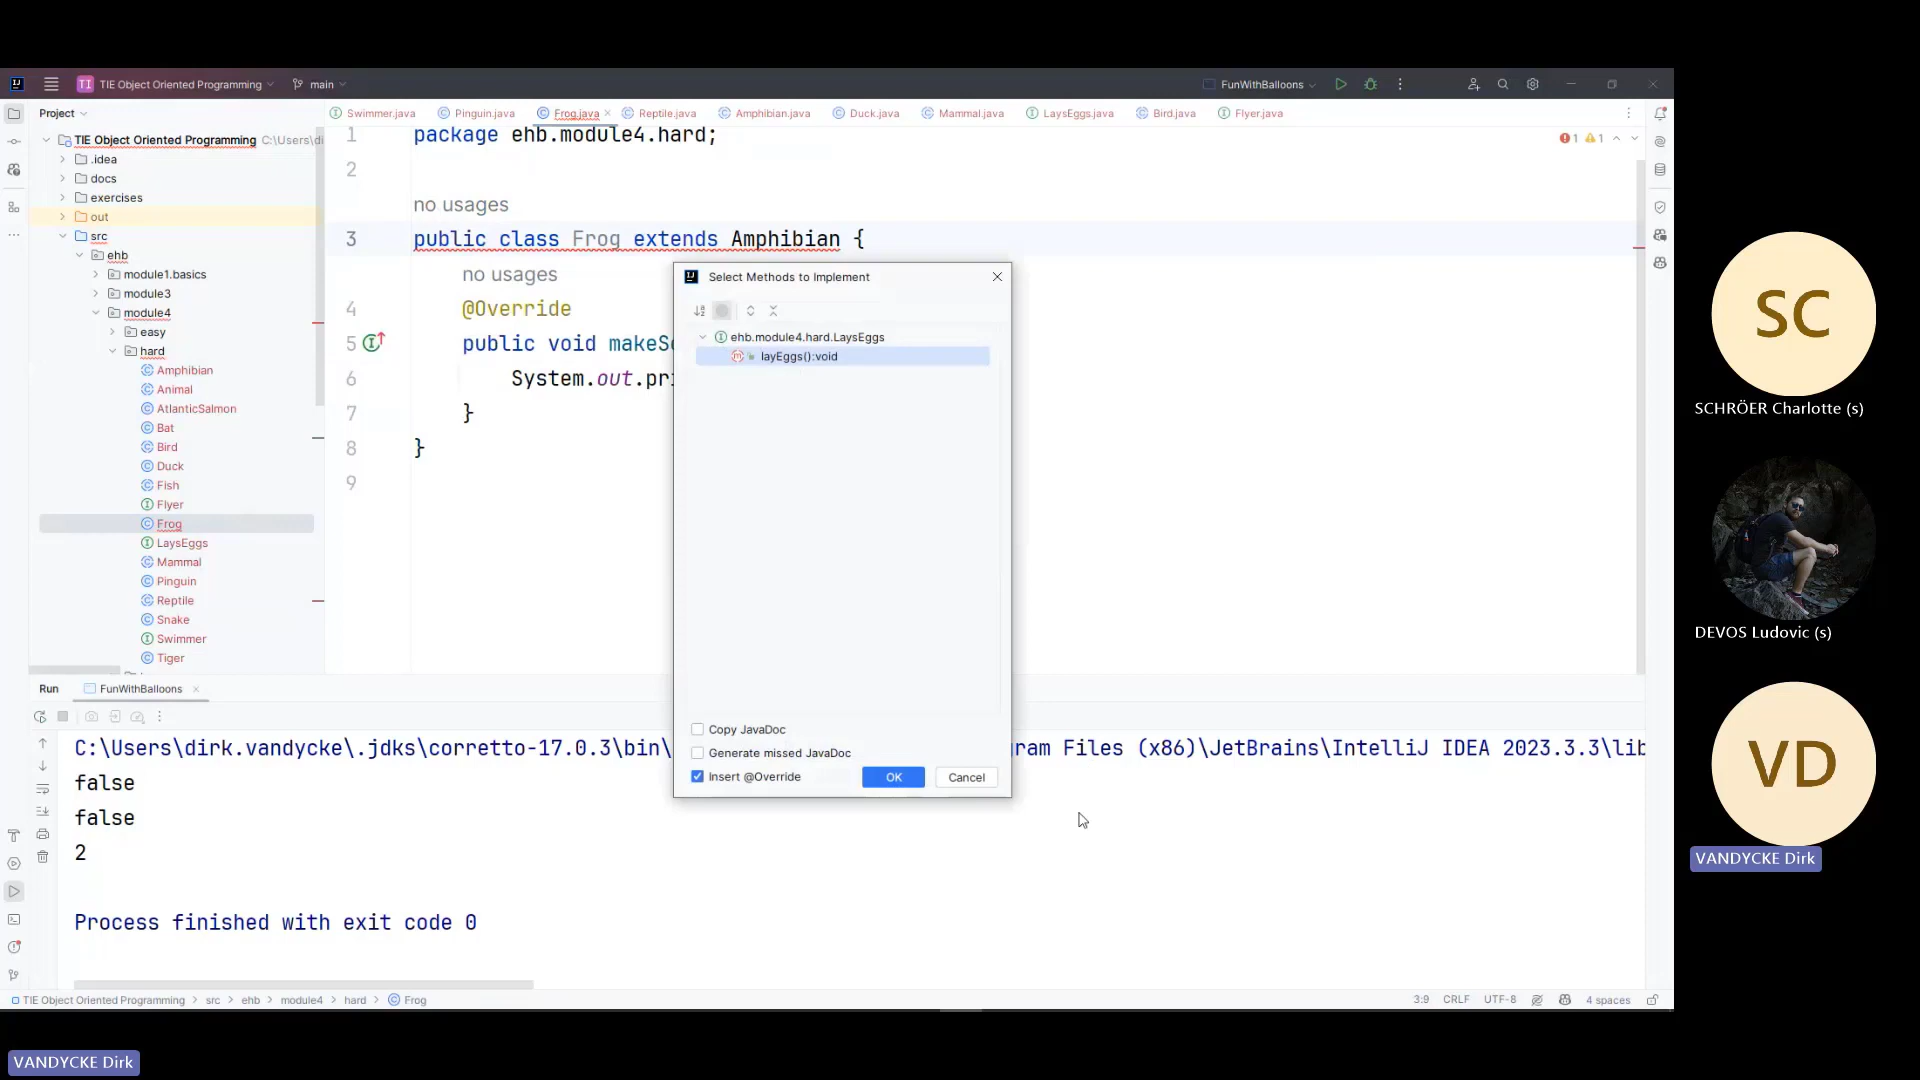 TI TIE Object Oriented Programming main FunWithBalloons
Project
Swimmer.java Pinguin.java Frog.java Reptile.java Amphibian.java Duck.java Mammal.java LaysEggs.java Bird.java Flyer.java
TIE Object Oriented Programming C:\Users\di
.idea
docs
exercises
out
src
ehb
module1.basics
module3
module4
easy
hard
Amphibian
Animal
AtlanticSalmon
Bat
Bird
Duck
Fish
Flyer
Frog
LaysEggs
Mammal
Pinguin
Reptile
Snake
Swimmer
Tiger
1 package ehb.module4.hard;
2
no usages
3 public class Frog extends Amphibian {
no usages
4 @Override
5 public void makeSo
6 System.out.pri
7 }
8 }
9
1 1
Select Methods to Implement
ehb.module4.hard.LaysEggs
layEggs():void
Copy JavaDoc
Generate missed JavaDoc
Insert @Override
OK Cancel
Run FunWithBalloons
C:\Users\dirk.vandycke\.jdks\corretto-17.0.3\bin\ gram Files (x86)\JetBrains\IntelliJ IDEA 2023.3.3\lib
false
false
2
Process finished with exit code 0
TIE Object Oriented Programming > src > ehb > module4 > hard > Frog
3:9 CRLF UTF-8 4 spaces
SC
SCHRÖER Charlotte (s)
DEVOS Ludovic (s)
VD
VANDYCKE Dirk
VANDYCKE Dirk